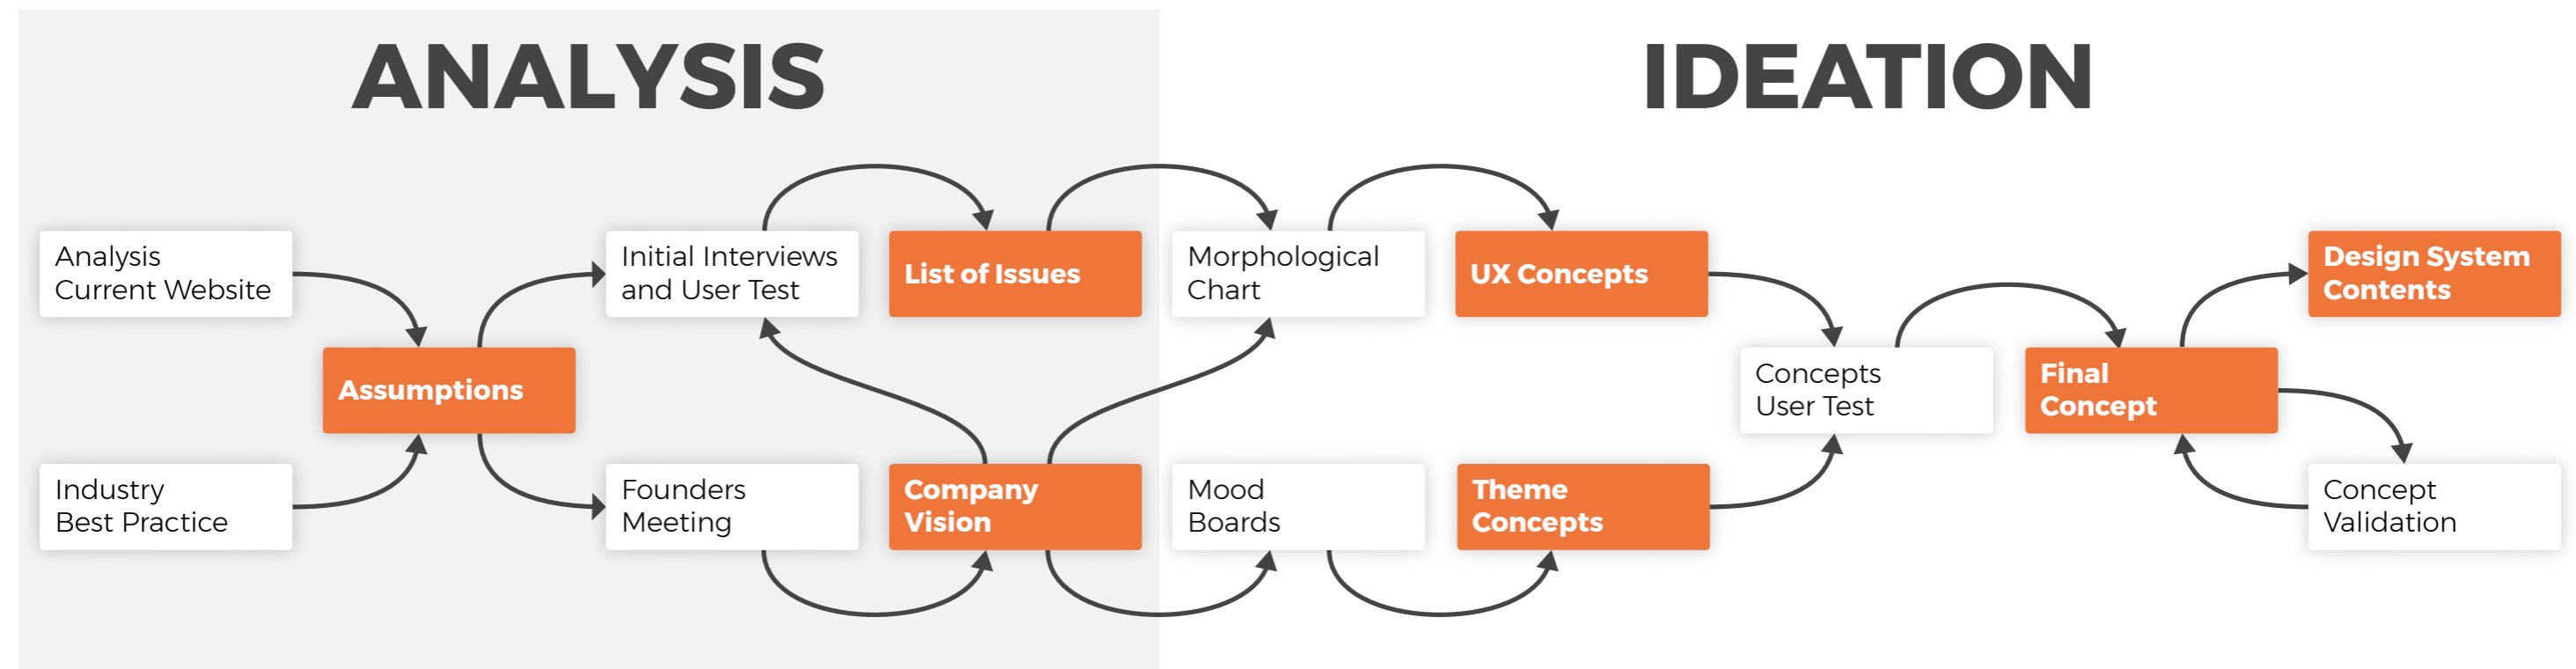 ANALYSIS
IDEATION
Analysis
Current Website
Initial Interviews
and User Test
List of Issues
Morphological
Chart
UX Concepts
Design System
Contents
Assumptions
Concepts
User Test
Final
Concept
Industry
Best Practice
Founders
Meeting
Company
Vision
Mood
Boards
Theme
Concepts
Concept
Validation